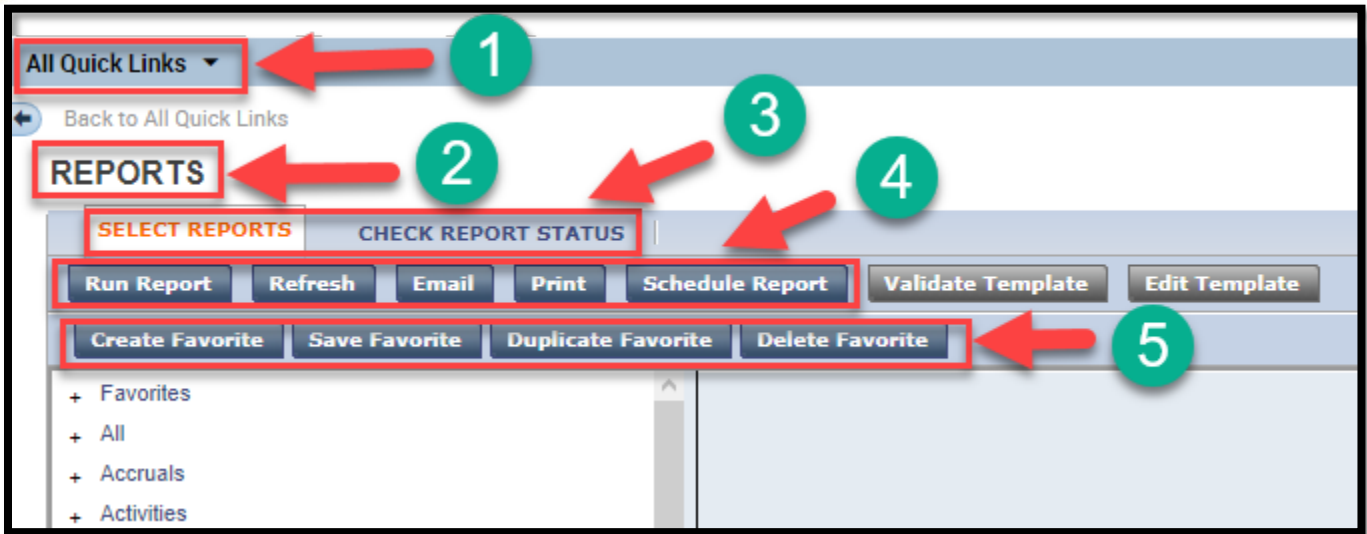 All Quick Links
1
Back to All Quick Links
3
REPORTS
2
4
SELECT REPORTS CHECK REPORT STATUS
Run Report Refresh Email Print Schedule Report Validate Template Edit Template
Create Favorite Save Favorite Duplicate Favorite Delete Favorite
5
+ Favorites
+ All
+ Accruals
+ Activities